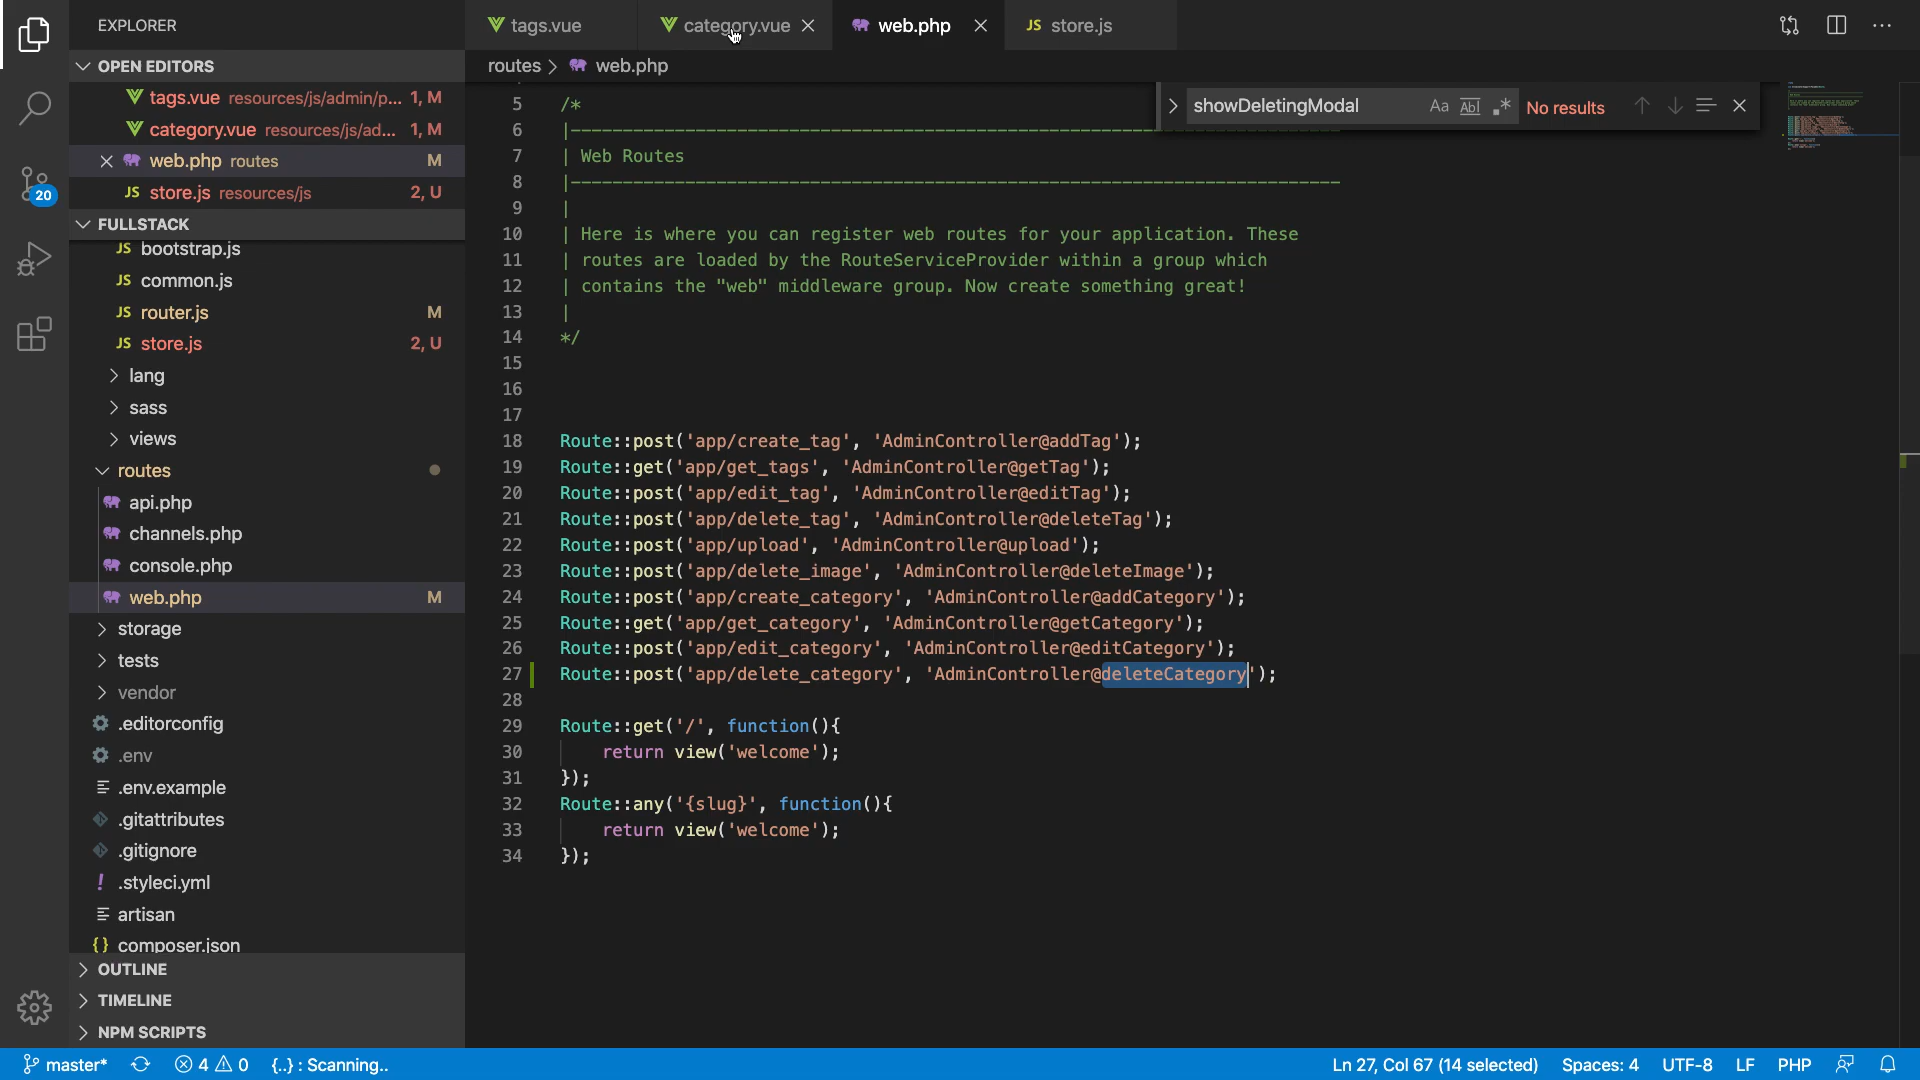 EXPLORER
OPEN EDITORS
tags.vue resources/js/admin/p... 1, M
category.vue resources/js/ad... 1, M
web.php routes M
store.js resources/js 2, U
FULLSTACK
bootstrap.js
common.js
router.js M
store.js 2, U
lang
sass
views
routes
api.php
channels.php
console.php
web.php M
storage
tests
vendor
.editorconfig
.env
.env.example
.gitattributes
.gitignore
.styleci.yml
artisan
composer.json
OUTLINE
TIMELINE
NPM SCRIPTS
20
tags.vue category.vue web.php store.js
routes > web.php
showDeletingModal Aa Abl .* No results
5 /*
6 |--------------------------------------------------------------------------
7 | Web Routes
8 |--------------------------------------------------------------------------
9 |
10 | Here is where you can register web routes for your application. These
11 | routes are loaded by the RouteServiceProvider within a group which
12 | contains the "web" middleware group. Now create something great!
13 |
14 */
15
16
17
18 Route::post('app/create_tag', 'AdminController@addTag');
19 Route::get('app/get_tags', 'AdminController@getTag');
20 Route::post('app/edit_tag', 'AdminController@editTag');
21 Route::post('app/delete_tag', 'AdminController@deleteTag');
22 Route::post('app/upload', 'AdminController@upload');
23 Route::post('app/delete_image', 'AdminController@deleteImage');
24 Route::post('app/create_category', 'AdminController@addCategory');
25 Route::get('app/get_category', 'AdminController@getCategory');
26 Route::post('app/edit_category', 'AdminController@editCategory');
27 Route::post('app/delete_category', 'AdminController@deleteCategory');
28
29 Route::get('/', function(){
30     return view('welcome');
31 });
32 Route::any('{slug}', function(){
33     return view('welcome');
34 });
master* 4 0 {..} : Scanning.. Ln 27, Col 67 (14 selected) Spaces: 4 UTF-8 LF PHP